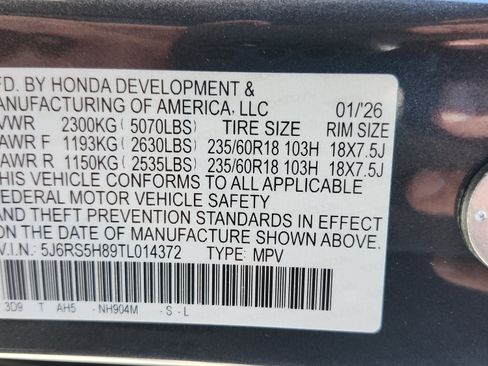 FD. BY HONDA DEVELOPMENT &
ANUFACTURING OF AMERICA, LLC 01/'26
VWR 2300KG(5070LBS) TIRE SIZE RIM SIZE
AWR F 1193KG(2630LBS) 235/60R18 103H 18X7.5J
AWR R 1150KG(2535LBS) 235/60R18 103H 18X7.5J
THIS VEHICLE CONFORMS TO ALL APPLICABLE
FEDERAL MOTOR VEHICLE SAFETY
AND THEFT PREVENTION STANDARDS IN EFFECT
ON THE DATE OF MANUFACTURE SHOWN ABOVE.
V.I.N.: 5J6RS5H89TL014372 TYPE: MPV
3D9 T AH5 -NH904M -S-L